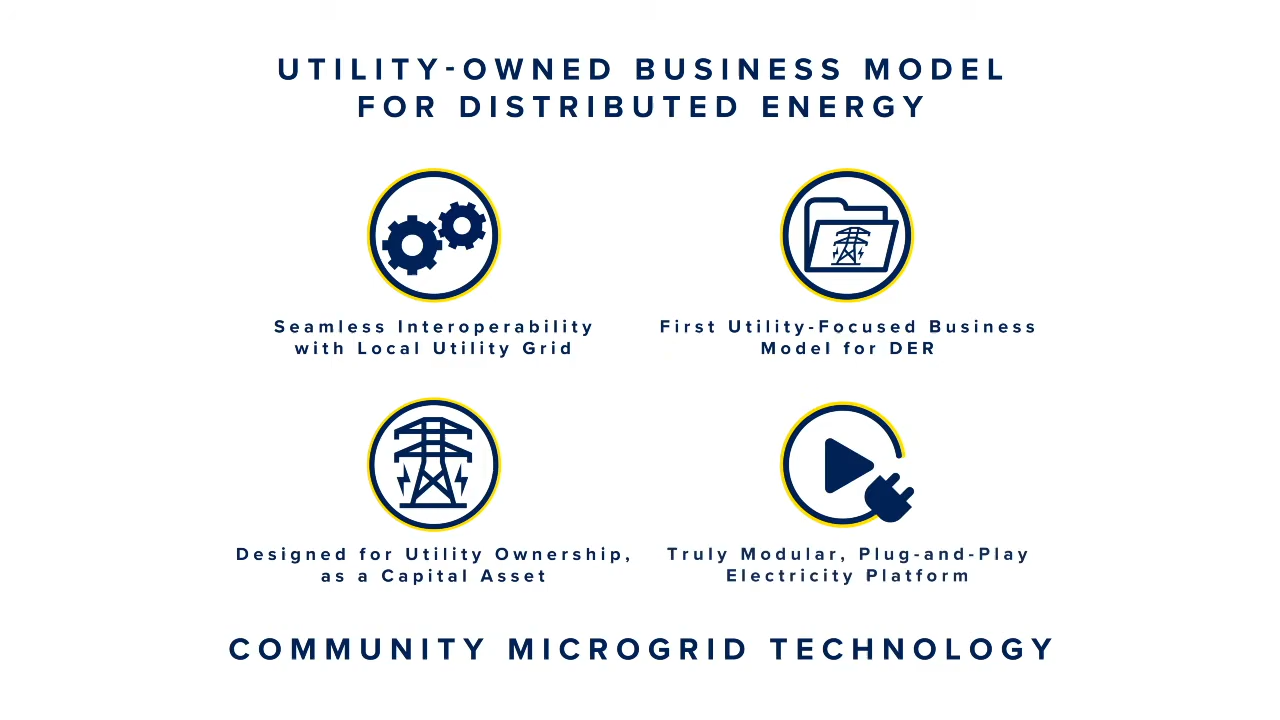 UTILITY-OWNED BUSINESS MODEL
FOR DISTRIBUTED ENERGY
Seamless Interoperability
with Local Utility Grid
First Utility-Focused Business
Model for DER
Designed for Utility Ownership,
as a Capital Asset
Truly Modular, Plug-and-Play
Electricity Platform
COMMUNITY MICROGRID TECHNOLOGY